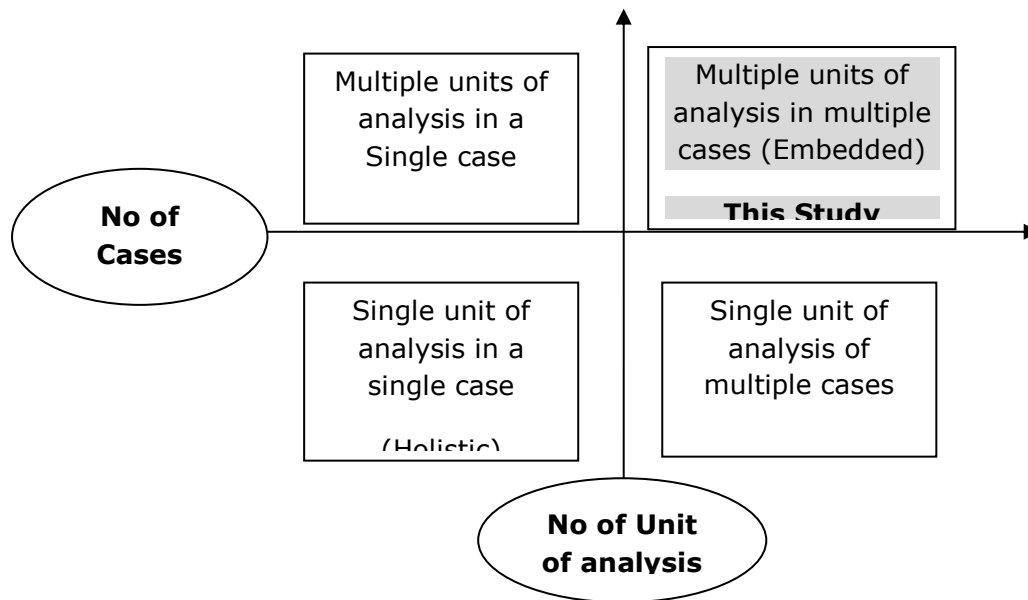 Multiple units of
analysis in a
Single case
Multiple units of
analysis in multiple
cases (Embedded)
This Study
No of
Cases
Single unit of
analysis in a
single case
(Holistic)
Single unit of
analysis of
multiple cases
No of Unit
of analysis